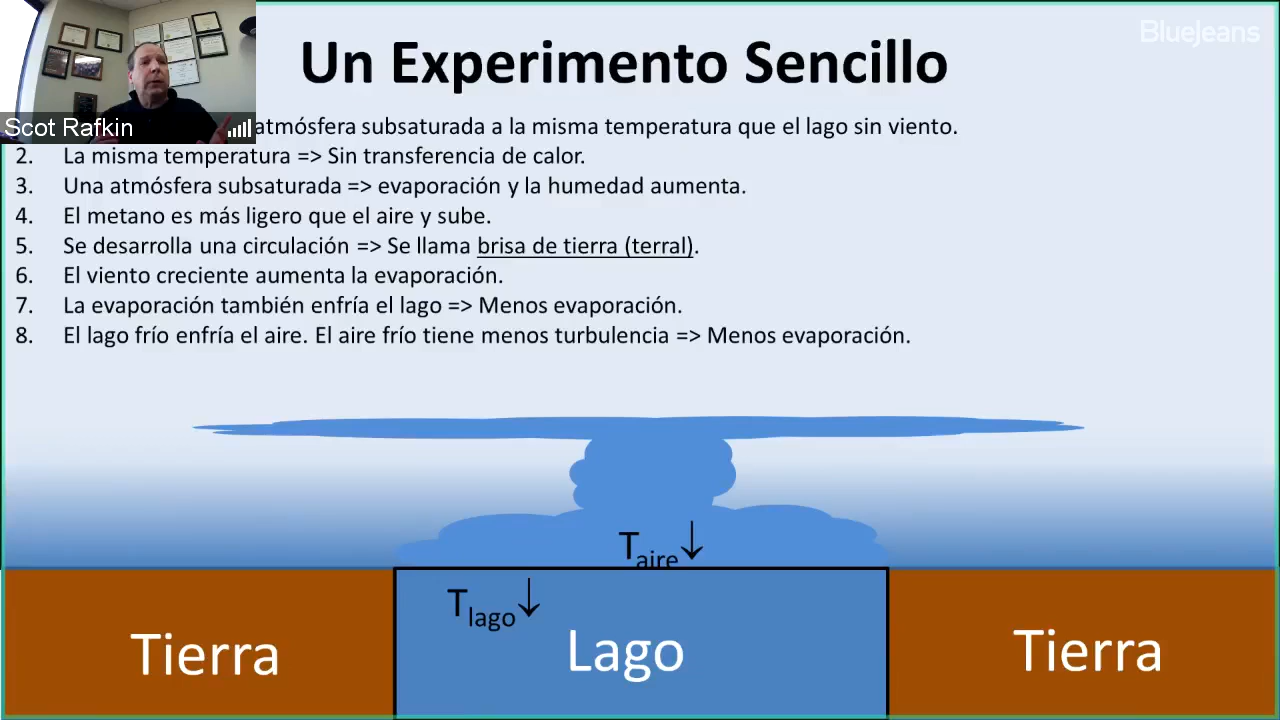 BlueJeans
Un Experimento Sencillo
Scot Rafkin
atmósfera subsaturada a la misma temperatura que el lago sin viento.
2. La misma temperatura => Sin transferencia de calor.
3. Una atmósfera subsaturada => evaporación y la humedad aumenta.
4. El metano es más ligero que el aire y sube.
5. Se desarrolla una circulación => Se llama brisa de tierra (terral).
6. El viento creciente aumenta la evaporación.
7. La evaporación también enfría el lago => Menos evaporación.
8. El lago frío enfría el aire. El aire frío tiene menos turbulencia => Menos evaporación.
Taire↓
Tlago↓
Tierra
Lago
Tierra